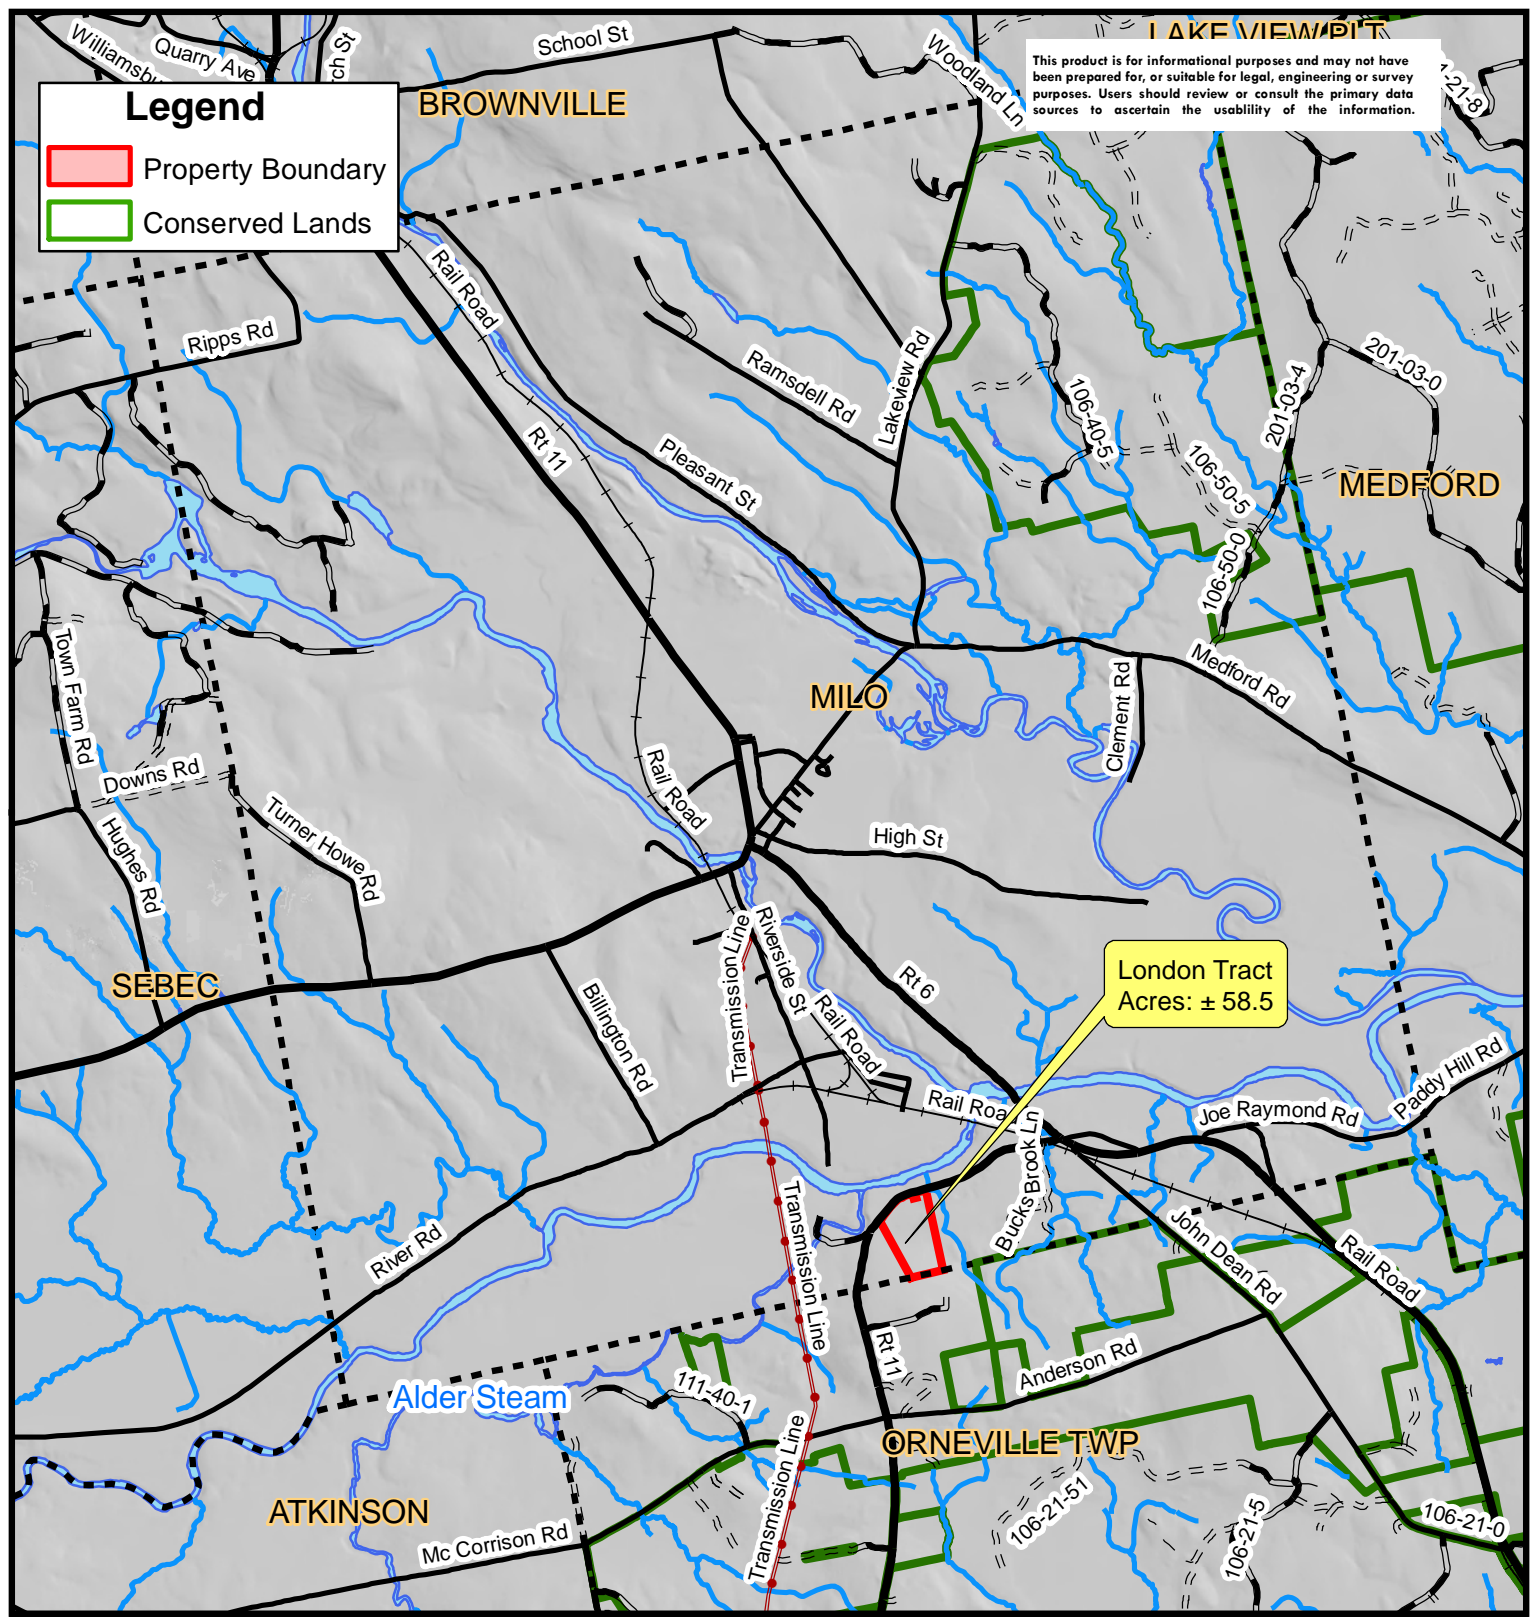 LAKE VIEW PLT
This product is for informational purposes and may not have
been prepared for, or suitable for legal, engineering or survey
purposes. Users should review or consult the primary data
sources to ascertain the usablility of the information.
Quarry Ave
School St
Woodland Ln
Legend
Property Boundary
Conserved Lands
BROWNVILLE
Rail Road
Ripps Rd
Ramsdell Rd
Lakeview Rd
201-03-0
201-03-4
106-40-5
Rt 11
Pleasant St
106-50-5
MEDFORD
106-50-0
Town Farm Rd
Medford Rd
Clement Rd
MILO
Downs Rd
Rail Road
Turner Howe Rd
Hughes Rd
High St
SEBEC
Transmission Line
Riverside St
Rt 6
London Tract
Acres: ± 58.5
Billington Rd
Rail Road
Rail Roa
Bucks Brook Ln
Joe Raymond Rd
Paddy Hill Rd
River Rd
Transmission Line
John Dean Rd
Rail Road
Rt 11
Anderson Rd
Alder Steam
111-40-1
ORNEVILLE TWP
Transmission Line
ATKINSON
Mc Corrison Rd
106-21-51
106-21-5
106-21-0